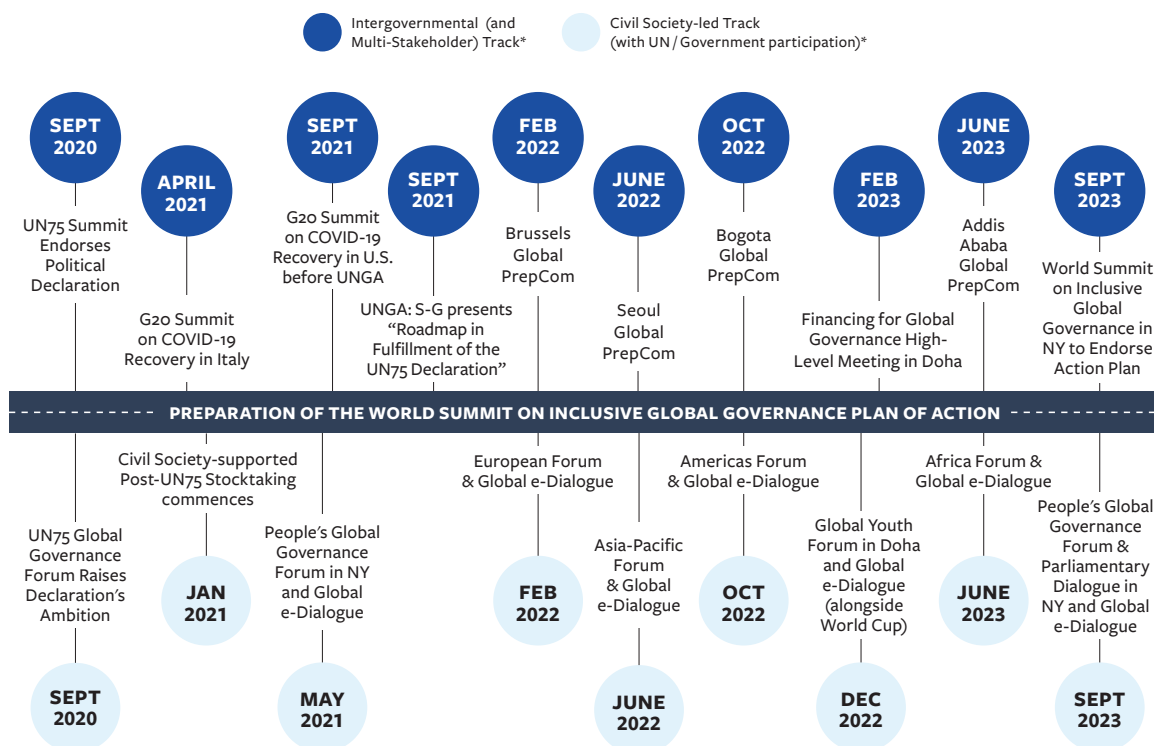 Intergovernmental (and
Multi-Stakeholder) Track*
Civil Society-led Track
(with UN / Government participation)*
SEPT
2020
UN75 Summit
Endorses
Political
Declaration
APRIL
2021
G20 Summit
on COVID-19
Recovery in Italy
SEPT
2021
G20 Summit
on COVID-19
Recovery in U.S.
before UNGA
SEPT
2021
UNGA: S-G presents
“Roadmap in
Fulfillment of the
UN75 Declaration”
FEB
2022
Brussels
Global
PrepCom
JUNE
2022
Seoul
Global
PrepCom
OCT
2022
Bogota
Global
PrepCom
FEB
2023
Financing for Global
Governance High-
Level Meeting in Doha
JUNE
2023
Addis
Ababa
Global
PrepCom
SEPT
2023
World Summit
on Inclusive
Global
Governance in
NY to Endorse
Action Plan
PREPARATION OF THE WORLD SUMMIT ON INCLUSIVE GLOBAL GOVERNANCE PLAN OF ACTION
UN75 Global
Governance
Forum Raises
Declaration's
Ambition
SEPT
2020
Civil Society-supported
Post-UN75 Stocktaking
commences
JAN
2021
People's Global
Governance
Forum in NY
and Global
e-Dialogue
MAY
2021
European Forum
& Global e-Dialogue
FEB
2022
Asia-Pacific
Forum
& Global
e-Dialogue
JUNE
2022
Americas Forum
& Global e-Dialogue
OCT
2022
Global Youth
Forum in Doha
and Global
e-Dialogue
(alongside
World Cup)
DEC
2022
Africa Forum &
Global e-Dialogue
JUNE
2023
People's Global
Governance
Forum &
Parliamentary
Dialogue in
NY and Global
e-Dialogue
SEPT
2023